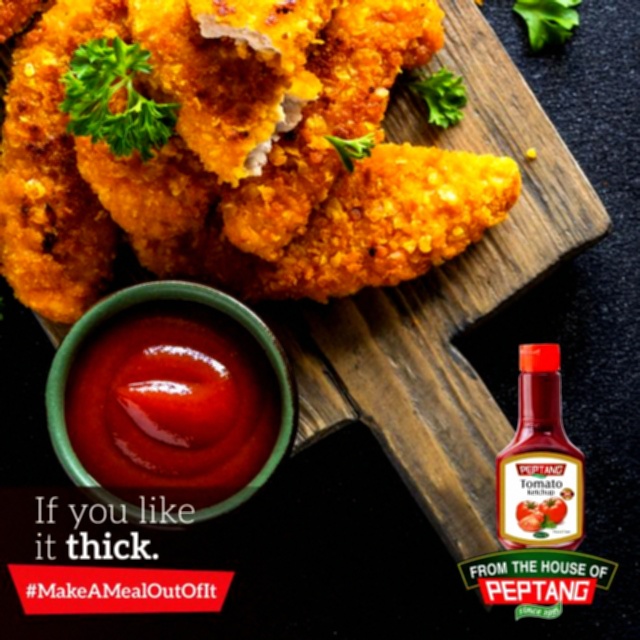 If you like
it thick.
#MakeAMealOutOfIt
PEPTANG
Tomato
Ketchup
FROM THE HOUSE OF
PEPTANG